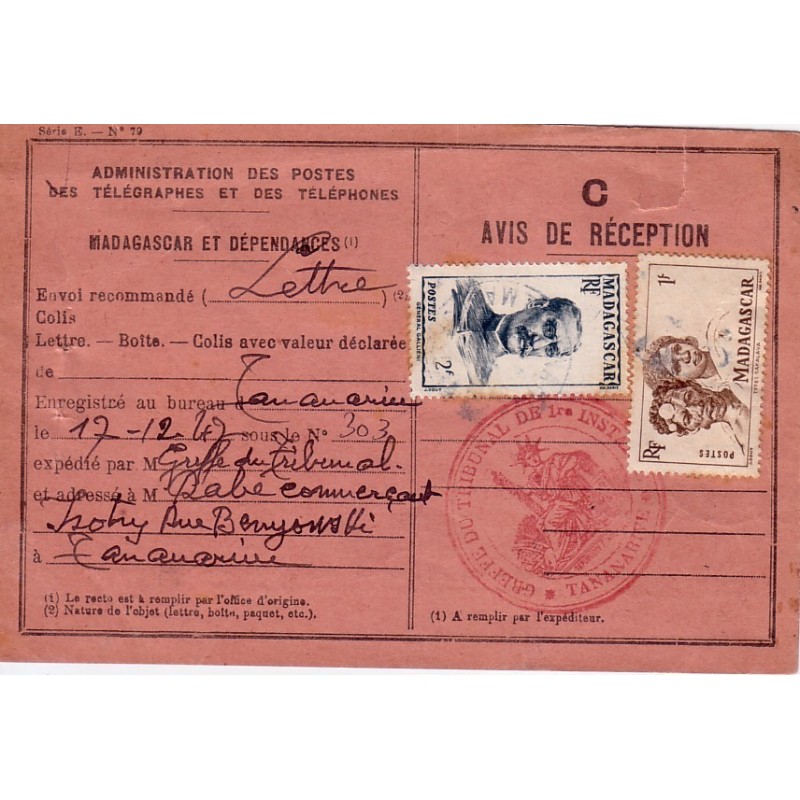 Série E. — N° 79
ADMINISTRATION DES POSTES
DES TÉLÉGRAPHES ET DES TÉLÉPHONES
MADAGASCAR ET DÉPENDANCES (1)
Envoi recommandé (Lettre) (2)
Colis
Lettre. — Boîte. — Colis avec valeur déclarée
de
Enregistré au bureau d Tananarive
le 17-12 47 sous le N° 303
expédié par M Greffe du Tribunal.
et adressé à M Rabe commerçant
Isotry Rue Benyowski
à Tananarive
(1) Le recto est à remplir par l'office d'origine.
(2) Nature de l'objet (lettre, boîte, paquet, etc.).
C
AVIS DE RÉCEPTION
MADAGASCAR
RF
POSTES
GÉNÉRAL GALLIÉNI
2F
MADAGASCAR
1F
RF
POSTES
TYPES SAKALAVA
GREFFE DU TRIBUNAL DE 1re INST
* TANANARIVE *
(1) A remplir par l'expéditeur.